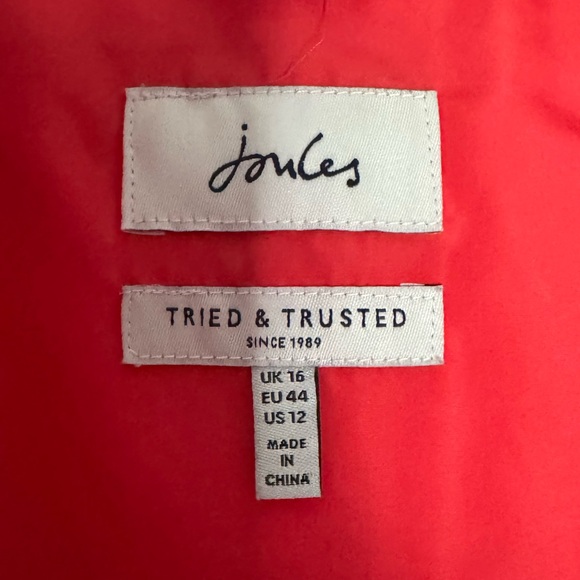 Joules
TRIED & TRUSTED
SINCE 1989
UK 16
EU 44
US 12
MADE
IN
CHINA